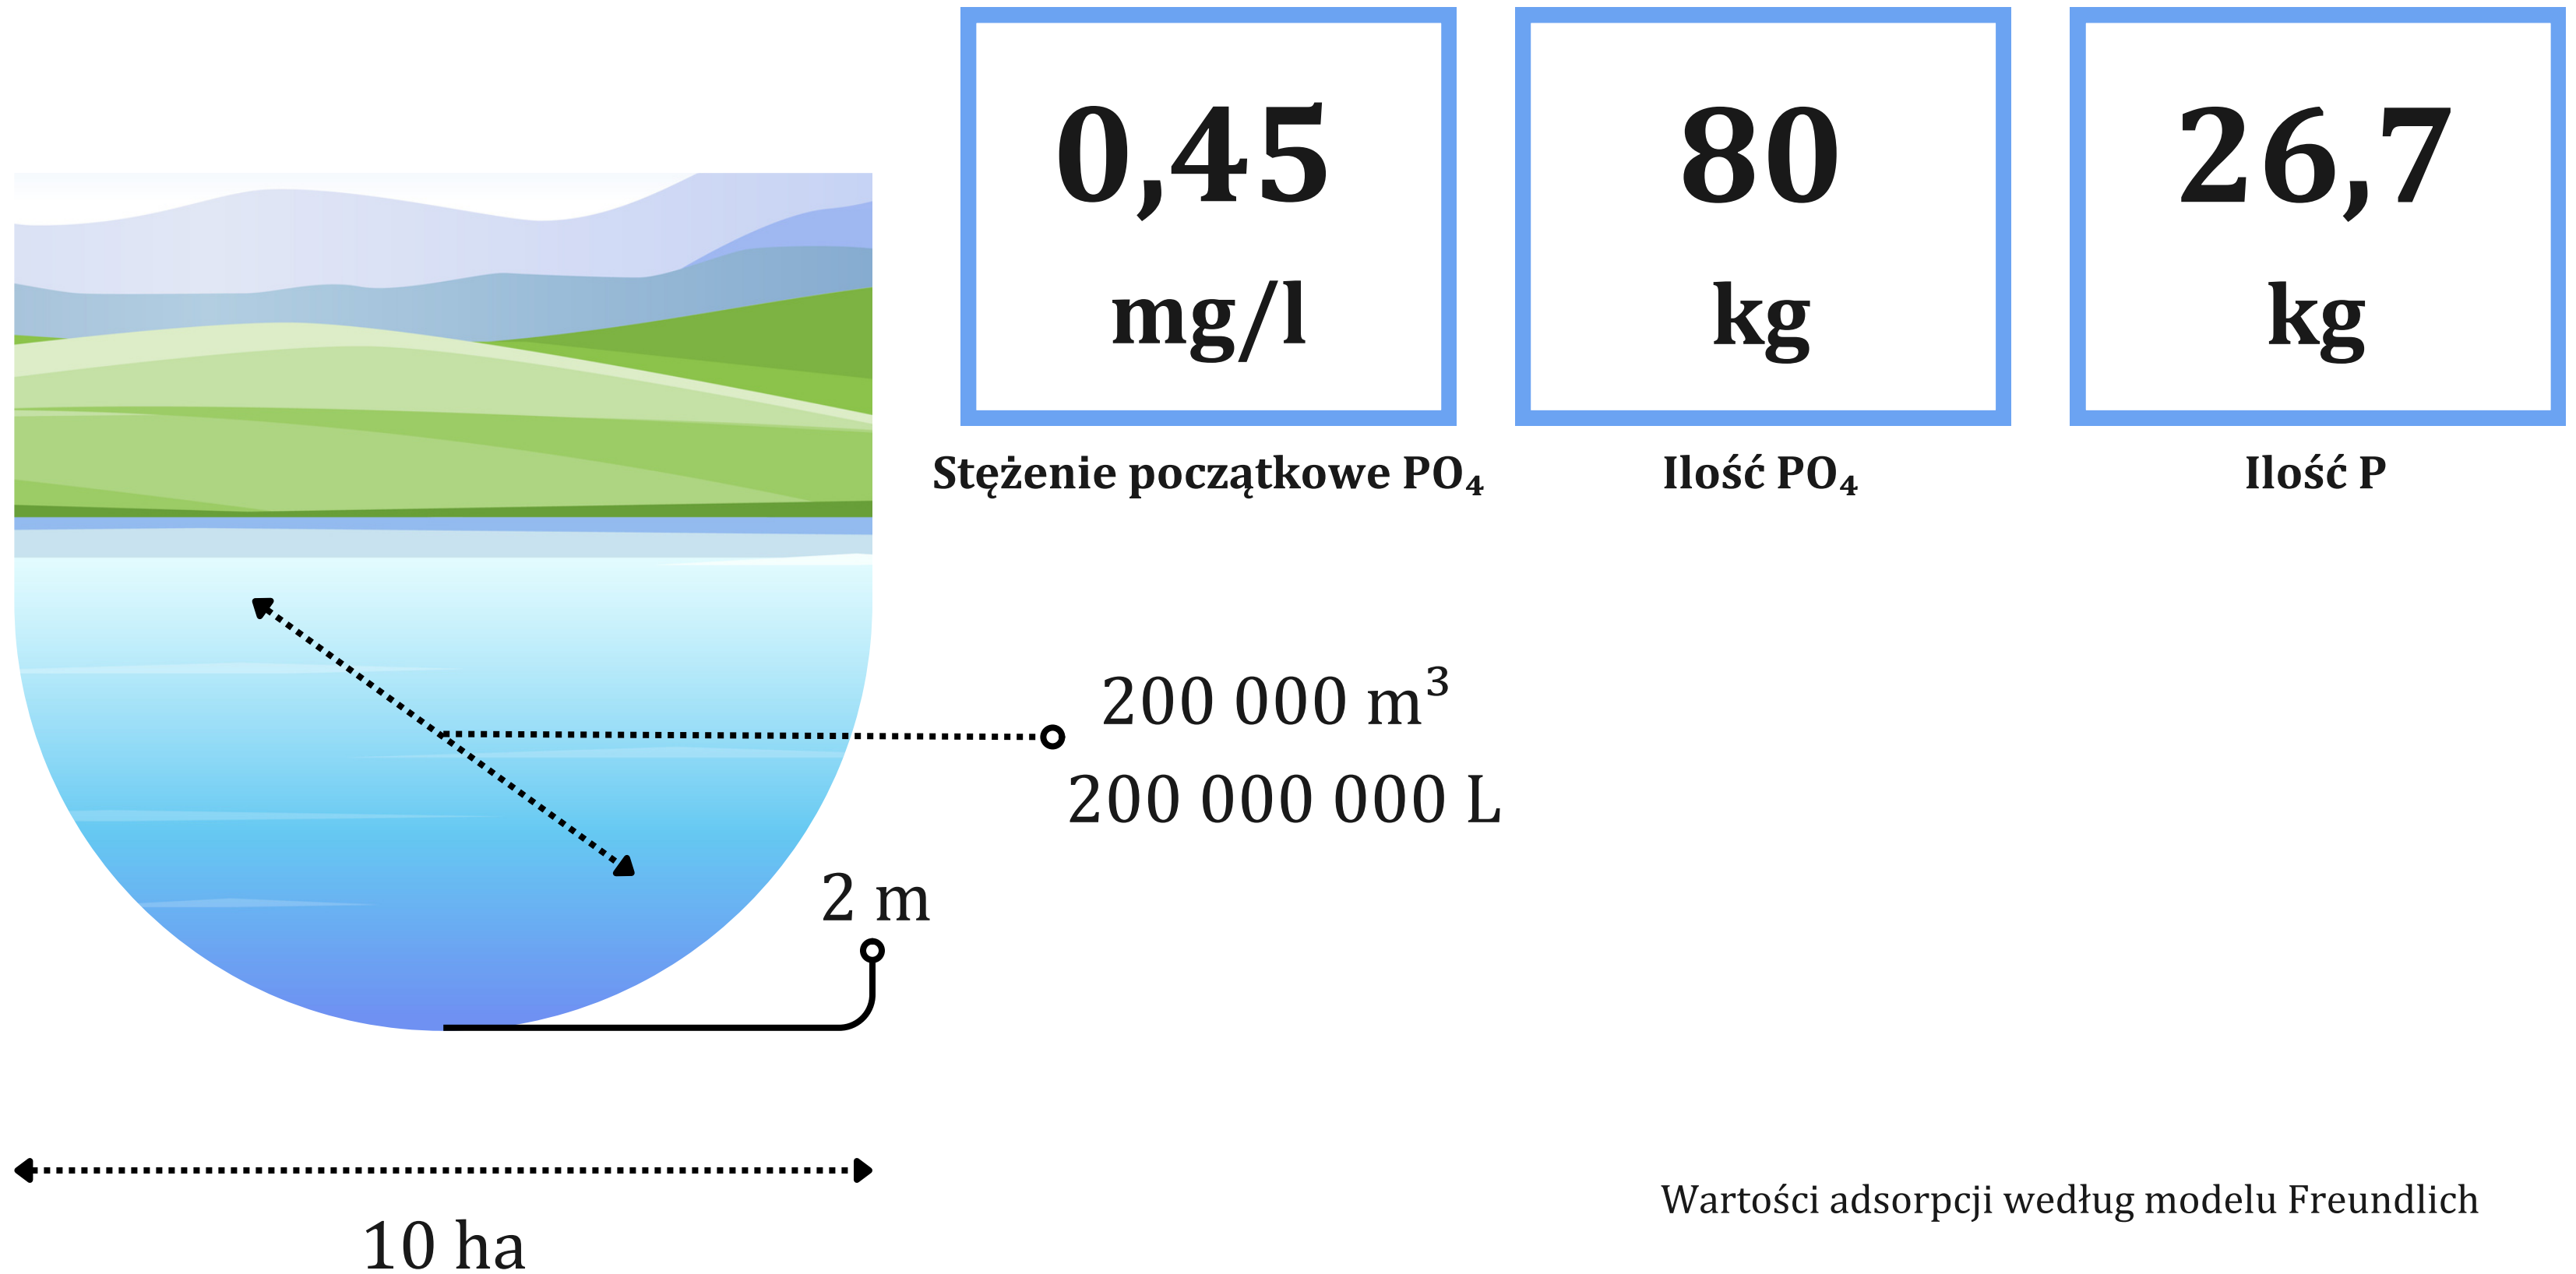 0,45
mg/l
Stężenie początkowe PO₄
80
kg
Ilość PO₄
26,7
kg
Ilość P
200 000 m³
200 000 000 L
2 m
10 ha
Wartości adsorpcji według modelu Freundlich